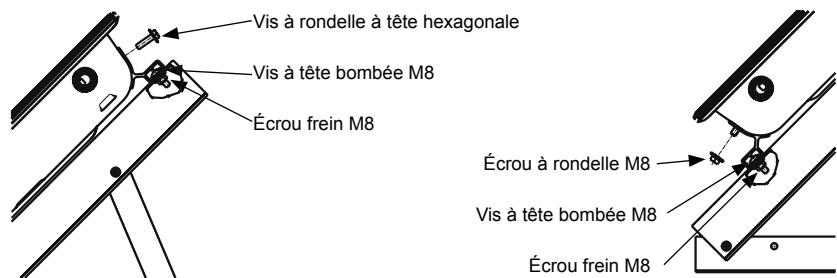 Vis à rondelle à tête hexagonale
Vis à tête bombée M8
Écrou frein M8
Écrou à rondelle M8
Vis à tête bombée M8
Écrou frein M8